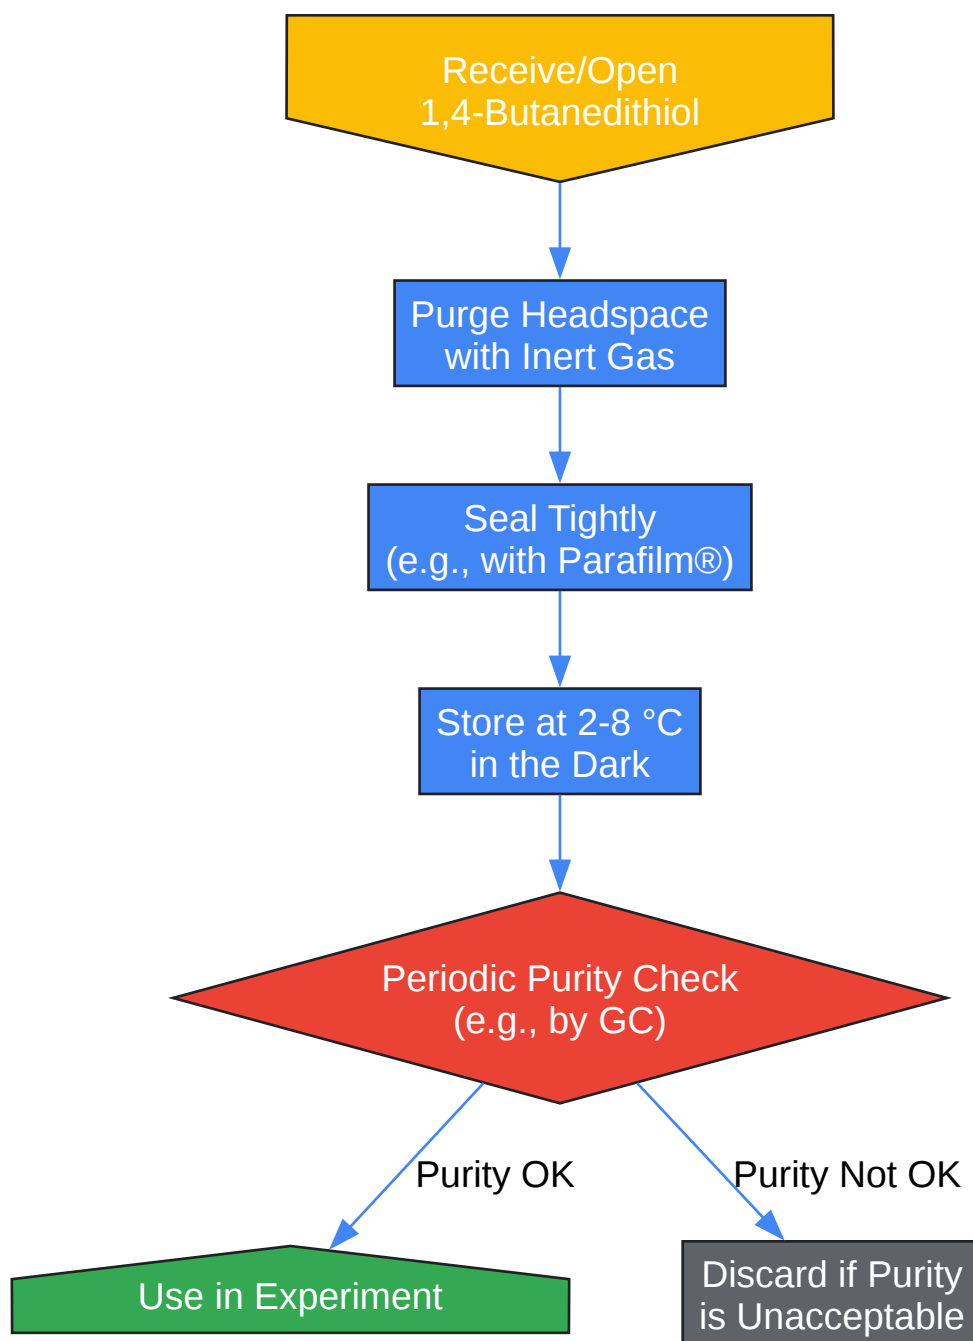 Receive/Open
1,4-Butanedithiol
Purge Headspace
with Inert Gas
Seal Tightly
(e.g., with Parafilm®)
Store at 2-8 °C
in the Dark
Periodic Purity Check
(e.g., by GC)
Purity OK
Purity Not OK
Use in Experiment
Discard if Purity
is Unacceptable